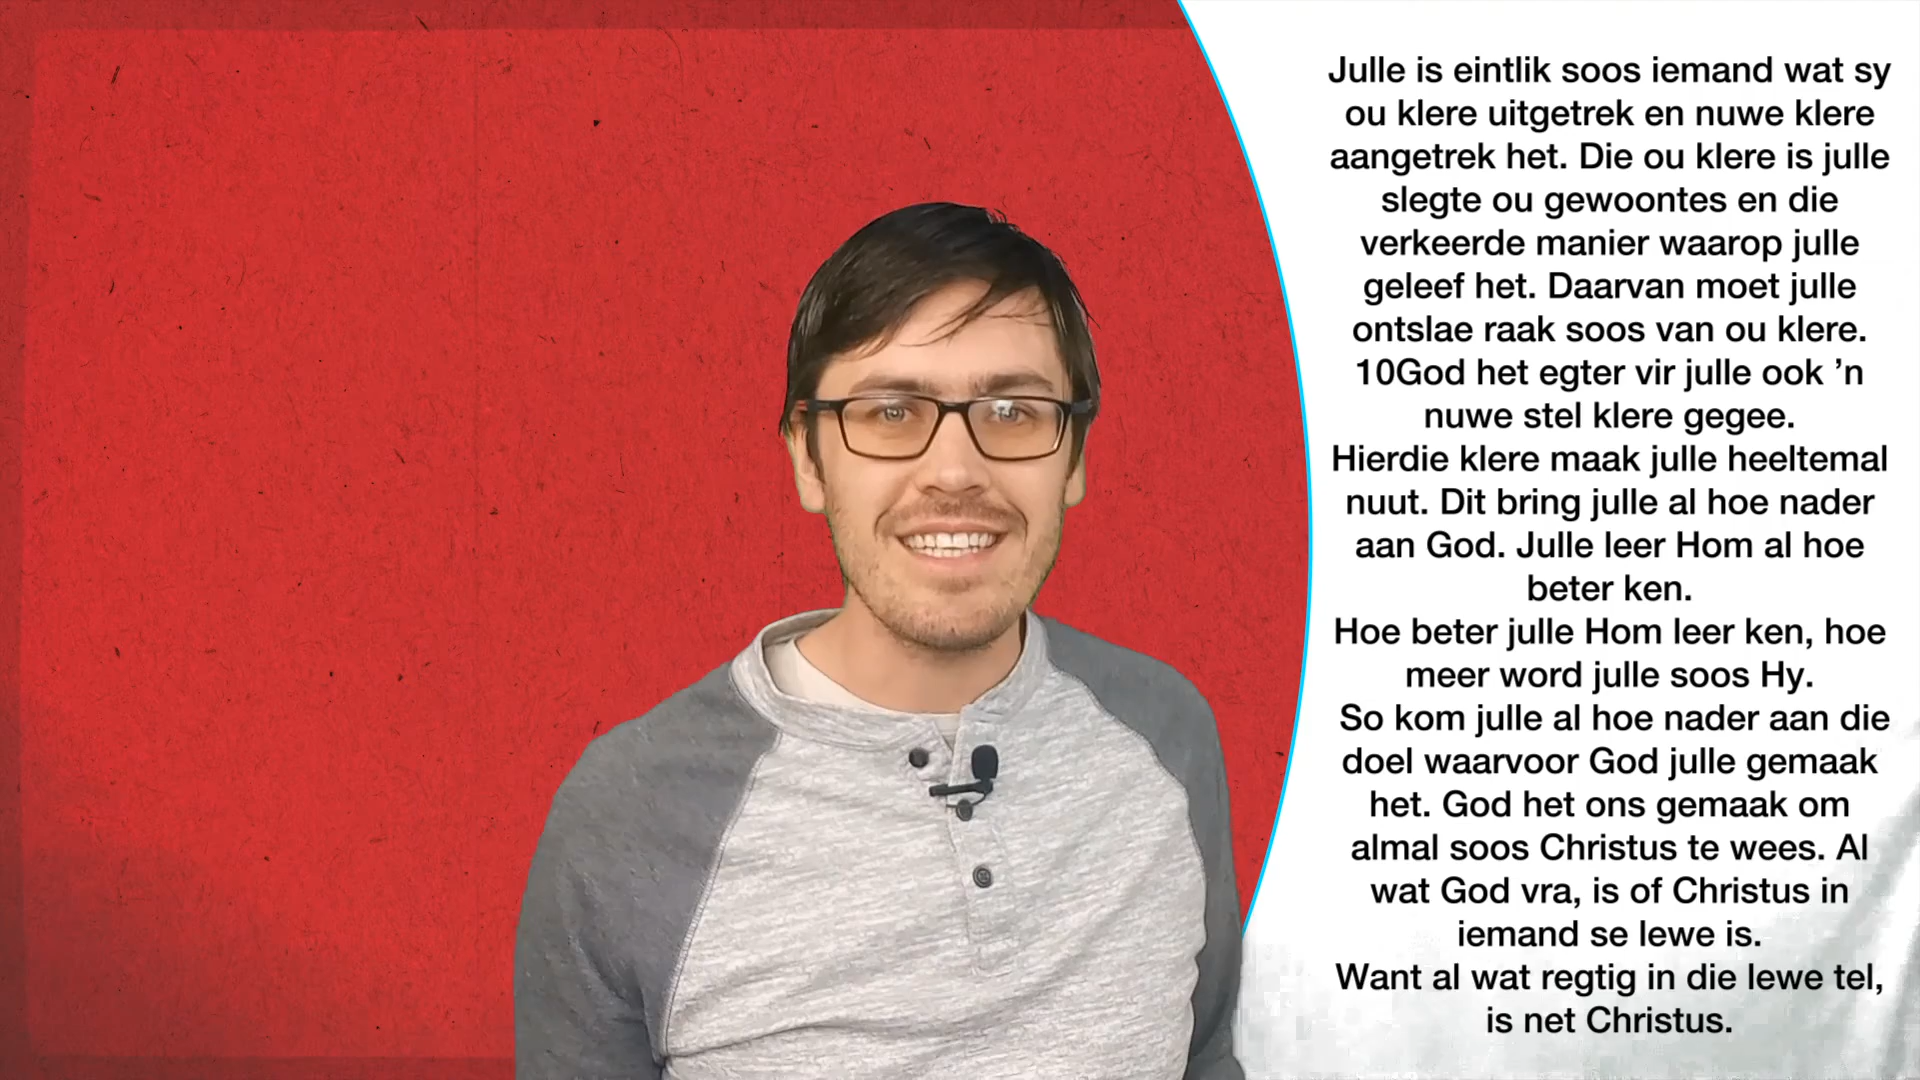 Julle is eintlik soos iemand wat sy
ou klere uitgetrek en nuwe klere
aangetrek het. Die ou klere is julle
slegte ou gewoontes en die
verkeerde manier waarop julle
geleef het. Daarvan moet julle
ontslae raak soos van ou klere.
10God het egter vir julle ook ’n
nuwe stel klere gegee.
Hierdie klere maak julle heeltemal
nuut. Dit bring julle al hoe nader
aan God. Julle leer Hom al hoe
beter ken.
Hoe beter julle Hom leer ken, hoe
meer word julle soos Hy.
So kom julle al hoe nader aan die
doel waarvoor God julle gemaak
het. God het ons gemaak om
almal soos Christus te wees. Al
wat God vra, is of Christus in
iemand se lewe is.
Want al wat regtig in die lewe tel,
is net Christus.